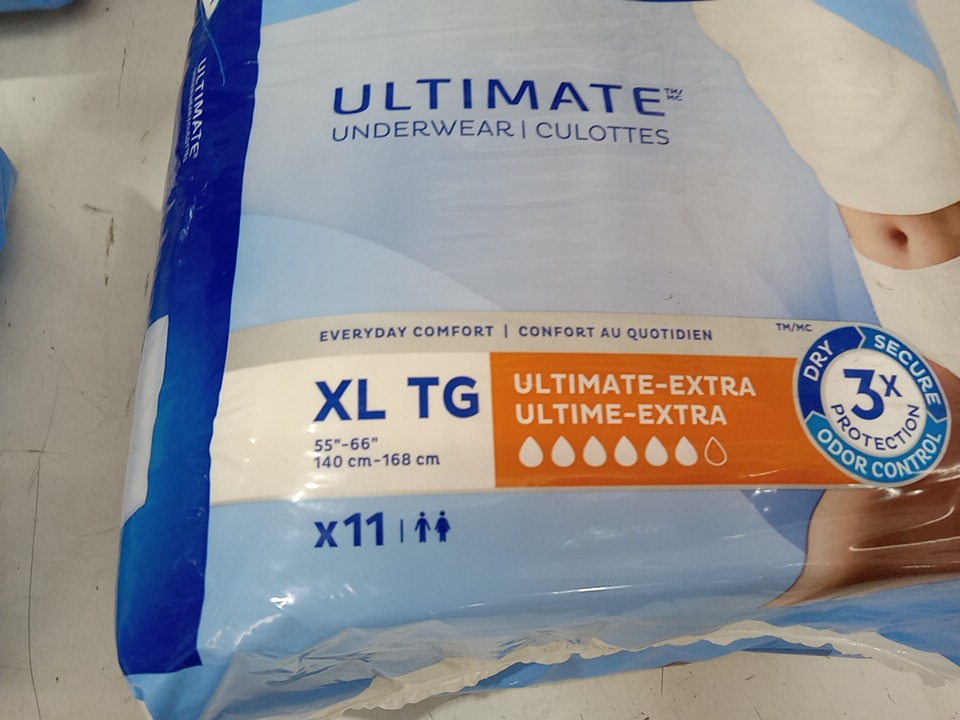 ULTIMATE™/MC
UNDERWEAR | CULOTTES
ULTIMATE
EVERYDAY COMFORT | CONFORT AU QUOTIDIEN
TM/MC
XL TG
55"-66"
140 cm-168 cm
ULTIMATE-EXTRA
ULTIME-EXTRA
DRY
SECURE
3X
PROTECTION
ODOR CONTROL
x11